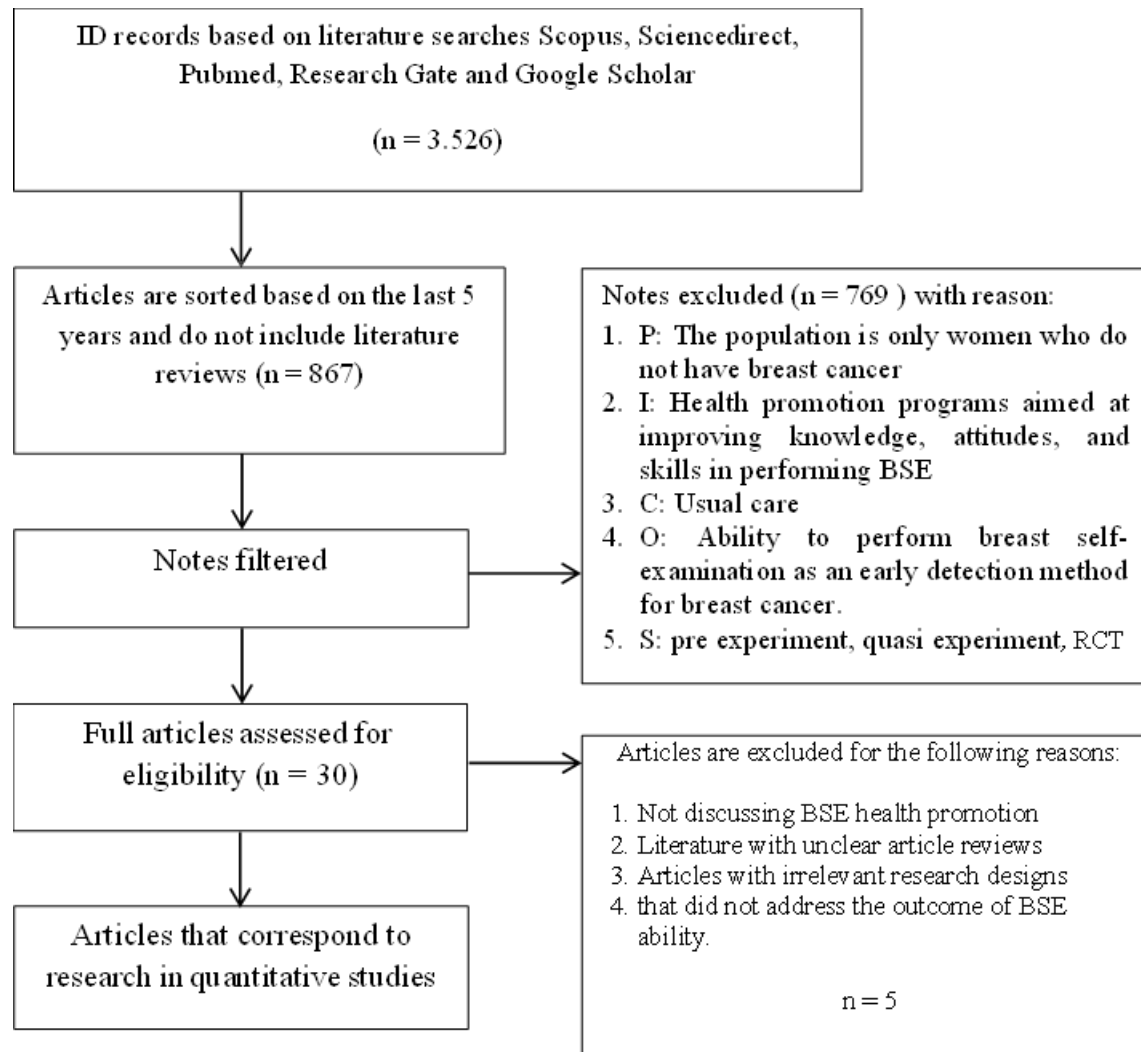 ID records based on literature searches Scopus, Sciencedirect,
Pubmed, Research Gate and Google Scholar
(n = 3.526)
Articles are sorted based on the last 5
years and do not include literature
reviews (n = 867)
Notes excluded (n = 769 ) with reason:
1. P: The population is only women who do
not have breast cancer
2. I: Health promotion programs aimed at
improving knowledge, attitudes, and
skills in performing BSE
3. C: Usual care
4. O: Ability to perform breast self-
examination as an early detection method
for breast cancer.
5. S: pre experiment, quasi experiment, RCT
Notes filtered
Full articles assessed for
eligibility (n = 30)
Articles are excluded for the following reasons:
1. Not discussing BSE health promotion
2. Literature with unclear article reviews
3. Articles with irrelevant research designs
4. that did not address the outcome of BSE
ability.
n = 5
Articles that correspond to
research in quantitative studies